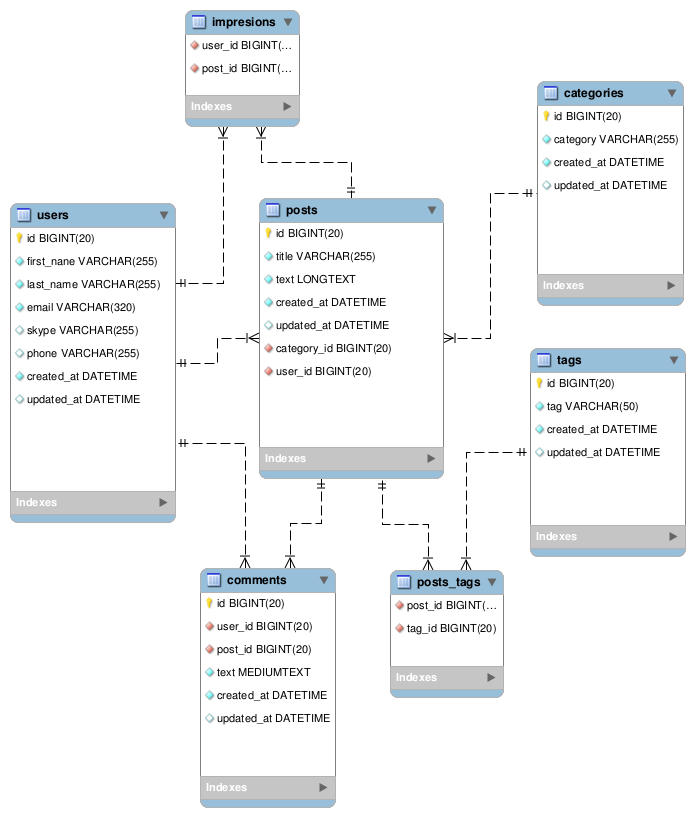 impresions
user_id BIGINT(...
post_id BIGINT(...
Indexes
categories
id BIGINT(20)
category VARCHAR(255)
created_at DATETIME
updated_at DATETIME
Indexes
users
id BIGINT(20)
first_nane VARCHAR(255)
last_name VARCHAR(255)
email VARCHAR(320)
skype VARCHAR(255)
phone VARCHAR(255)
created_at DATETIME
updated_at DATETIME
Indexes
posts
id BIGINT(20)
title VARCHAR(255)
text LONGTEXT
created_at DATETIME
updated_at DATETIME
category_id BIGINT(20)
user_id BIGINT(20)
Indexes
tags
id BIGINT(20)
tag VARCHAR(50)
created_at DATETIME
updated_at DATETIME
Indexes
comments
id BIGINT(20)
user_id BIGINT(20)
post_id BIGINT(20)
text MEDIUMTEXT
created_at DATETIME
updated_at DATETIME
Indexes
posts_tags
post_id BIGINT(...
tag_id BIGINT(20)
Indexes